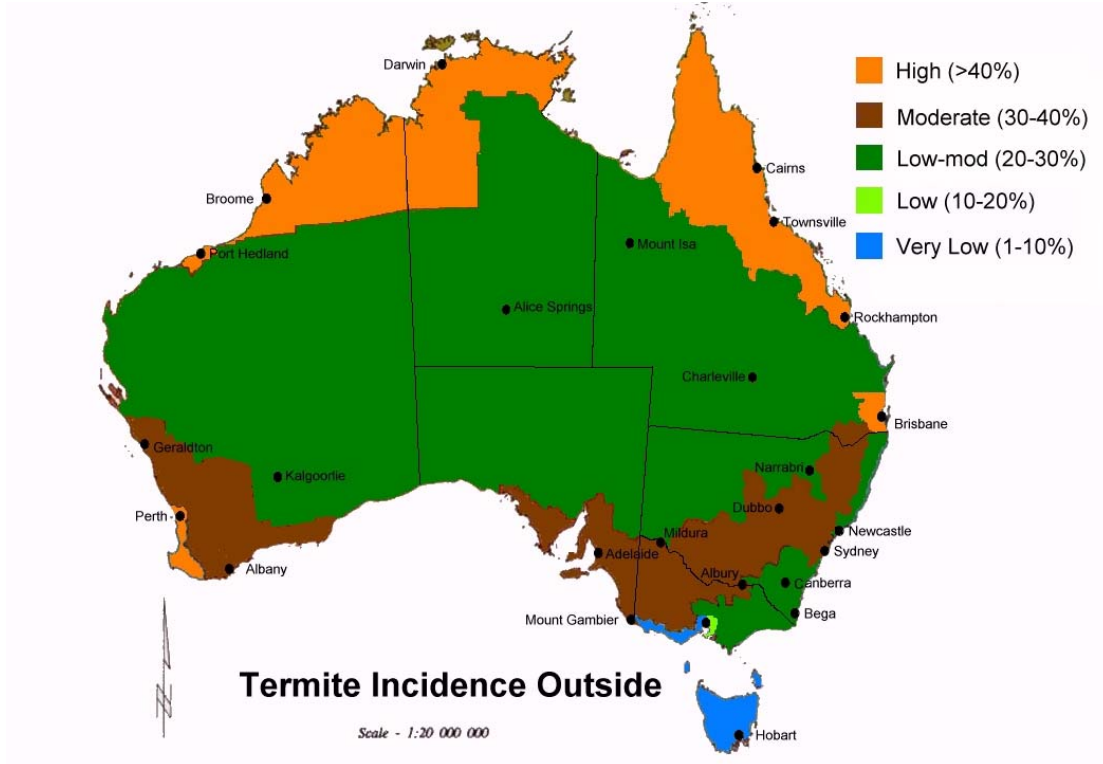 Darwin
High (>40%)
Moderate (30-40%)
Low-mod (20-30%)
Low (10-20%)
Very Low (1-10%)
Cairns
Broome
Townsville
Port Hedland
Mount Isa
Alice Springs
Rockhampton
Charleville
Brisbane
Geraldton
Kalgoorlie
Narrabri
Perth
Dubbo
Newcastle
Mildura
Sydney
Adelaide
Albany
Albury
Canberra
Mount Gambier
Bega
Termite Incidence Outside
Scale - 1:20 000 000
Hobart
N